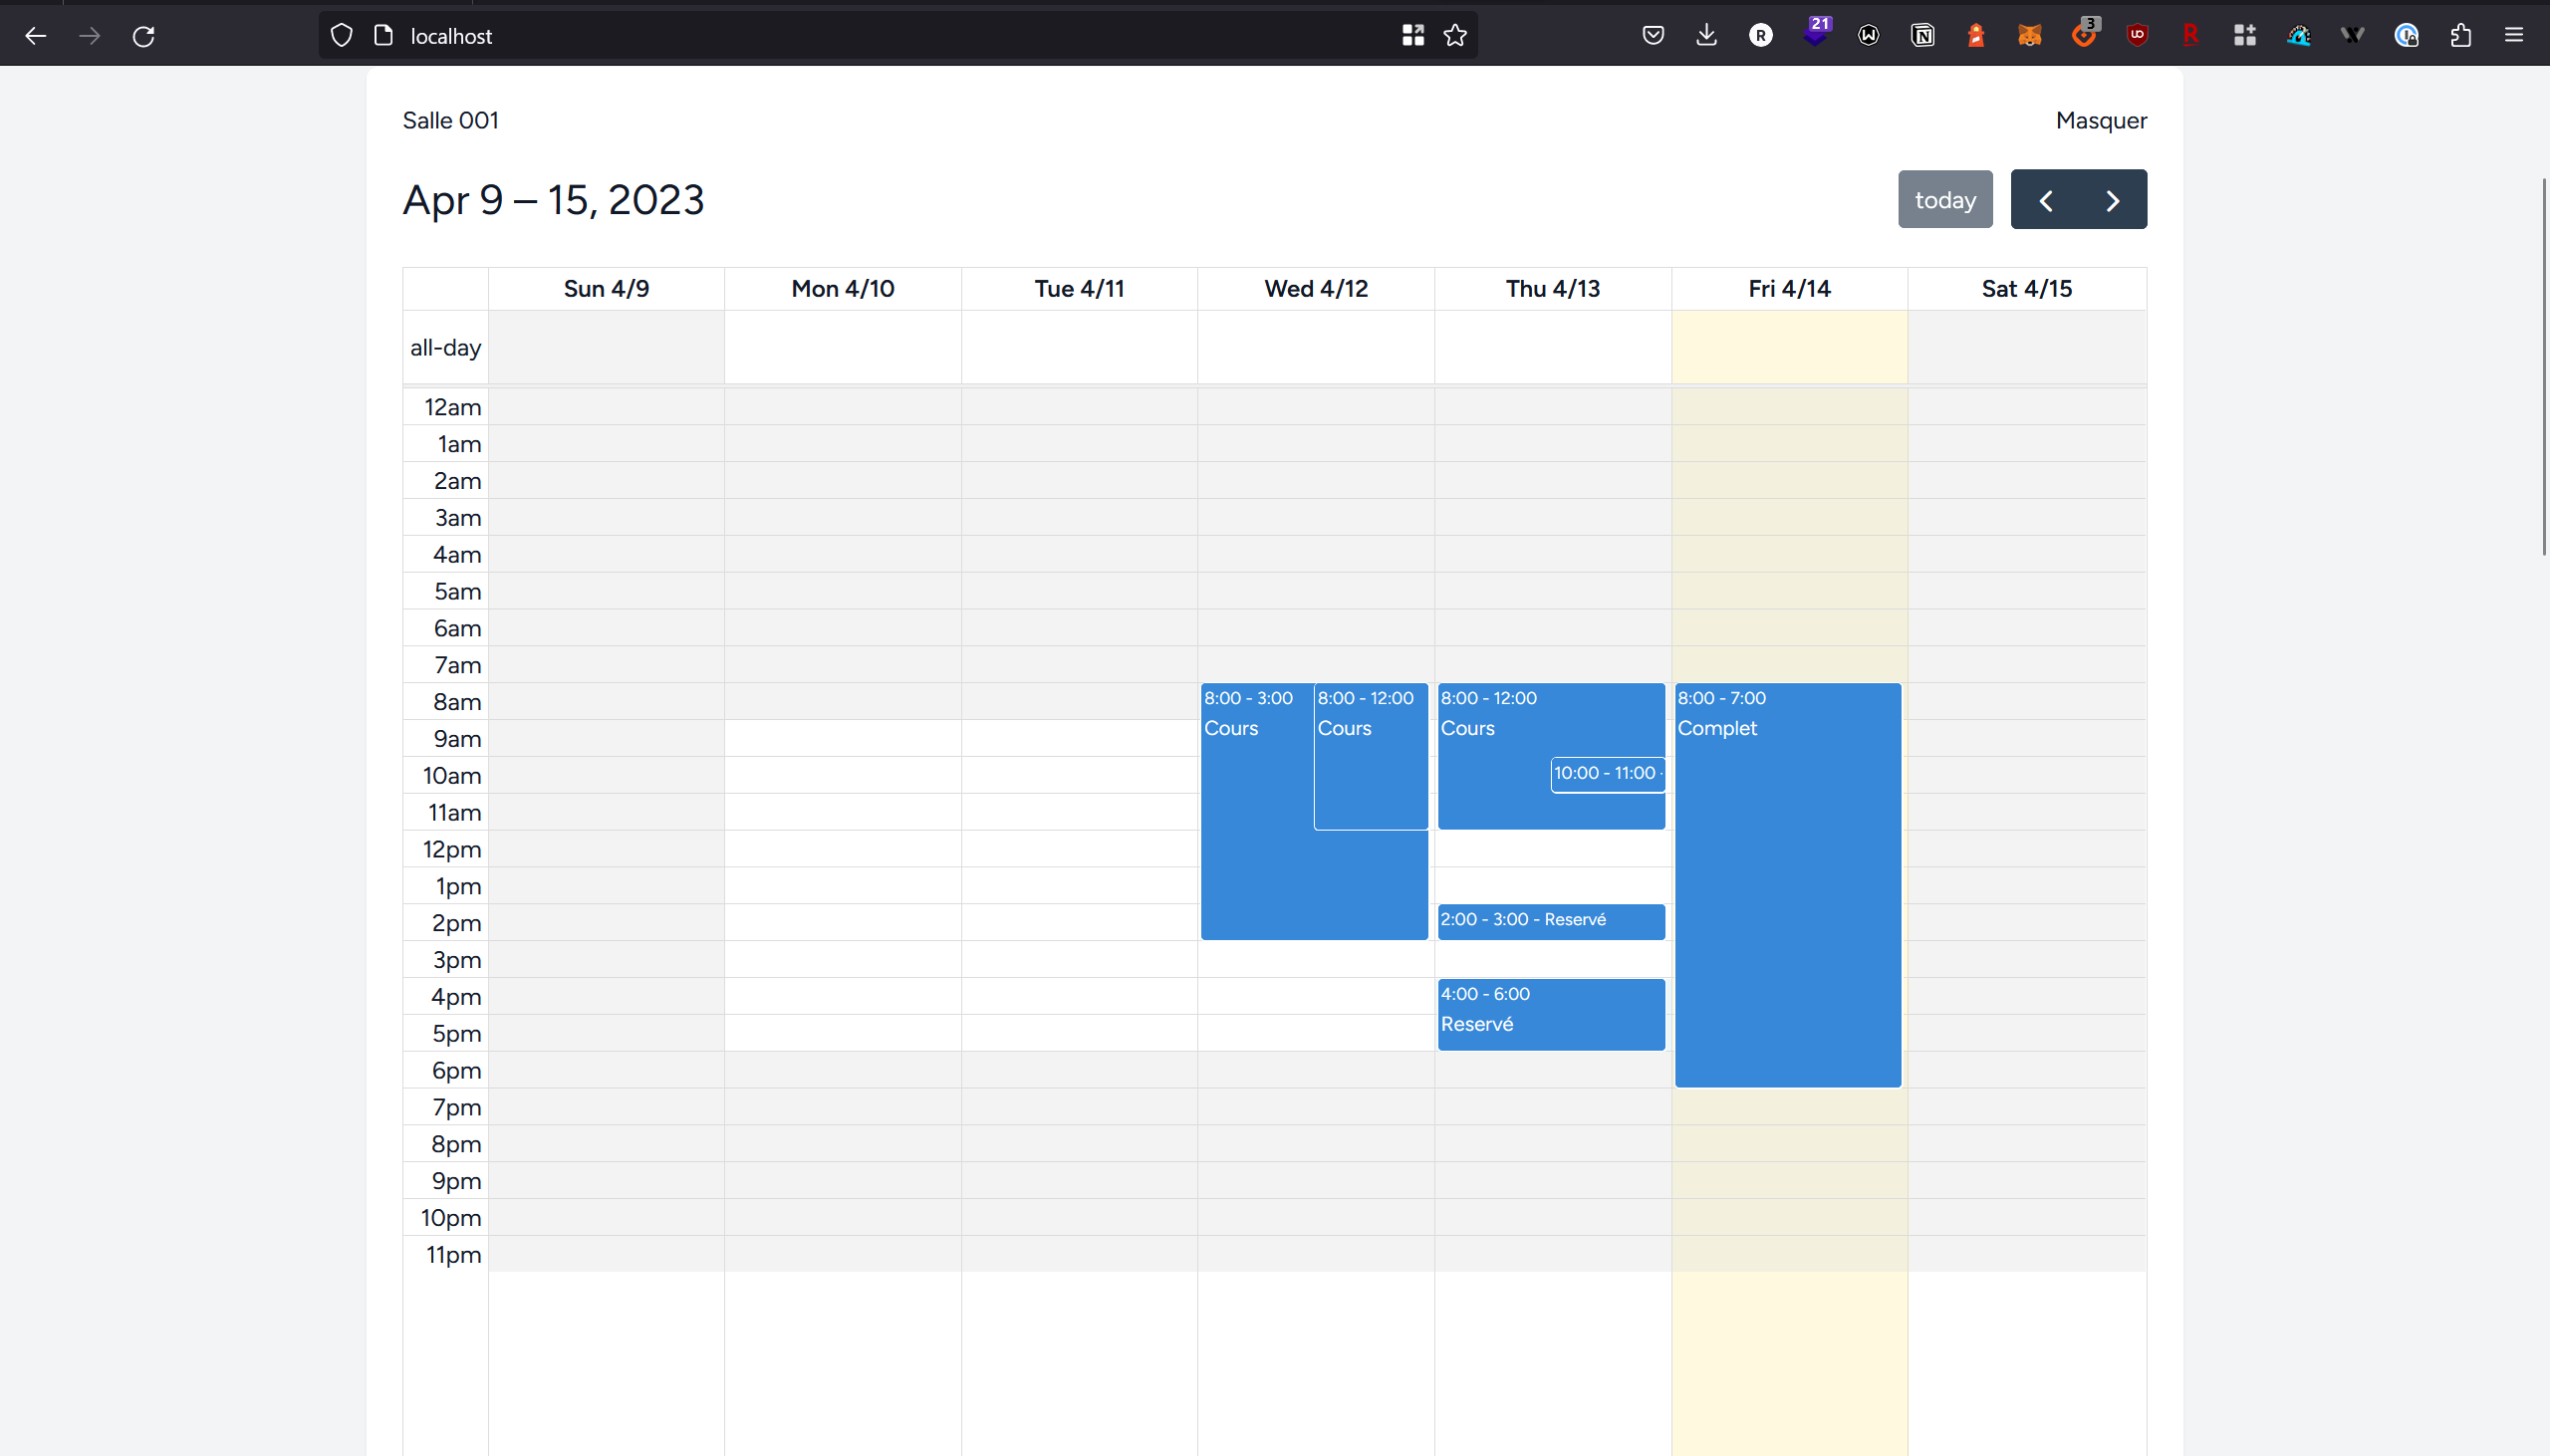 localhost
21
3
Salle 001
Masquer
Apr 9 – 15, 2023
today
Sun 4/9
Mon 4/10
Tue 4/11
Wed 4/12
Thu 4/13
Fri 4/14
Sat 4/15
all-day
12am
1am
2am
3am
4am
5am
6am
7am
8am
9am
10am
11am
12pm
1pm
2pm
3pm
4pm
5pm
6pm
7pm
8pm
9pm
10pm
11pm
8:00 - 3:00
Cours
8:00 - 12:00
Cours
8:00 - 12:00
Cours
10:00 - 11:00 -
2:00 - 3:00 - Reservé
4:00 - 6:00
Reservé
8:00 - 7:00
Complet